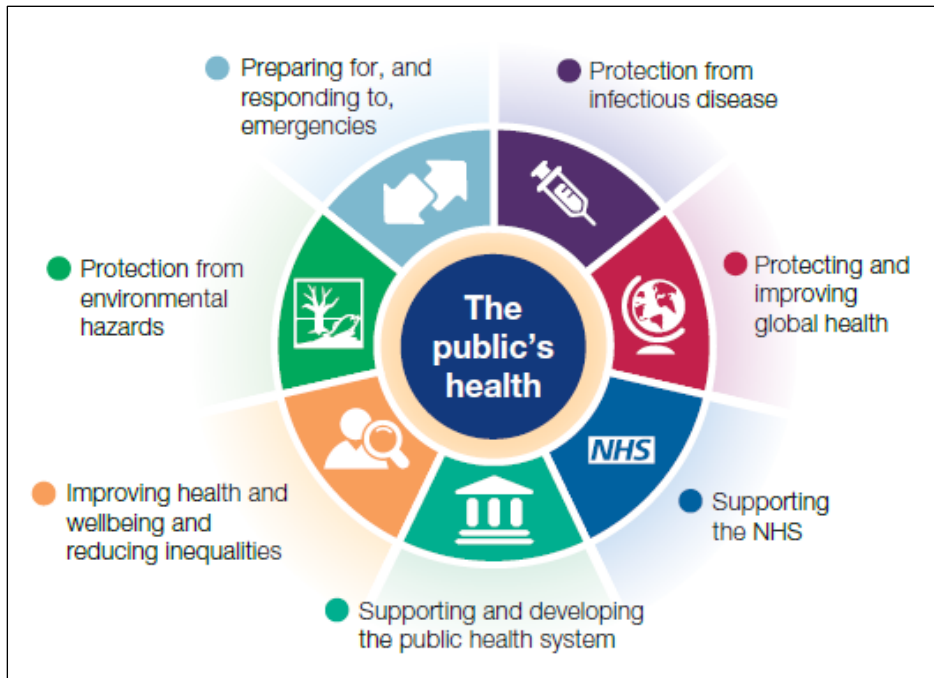 Preparing for, and
responding to,
emergencies
Protection from
infectious disease
Protecting and
improving
global health
Supporting
the NHS
Supporting and developing
the public health system
Improving health and
wellbeing and
reducing inequalities
Protection from
environmental
hazards
The
public’s
health
NHS